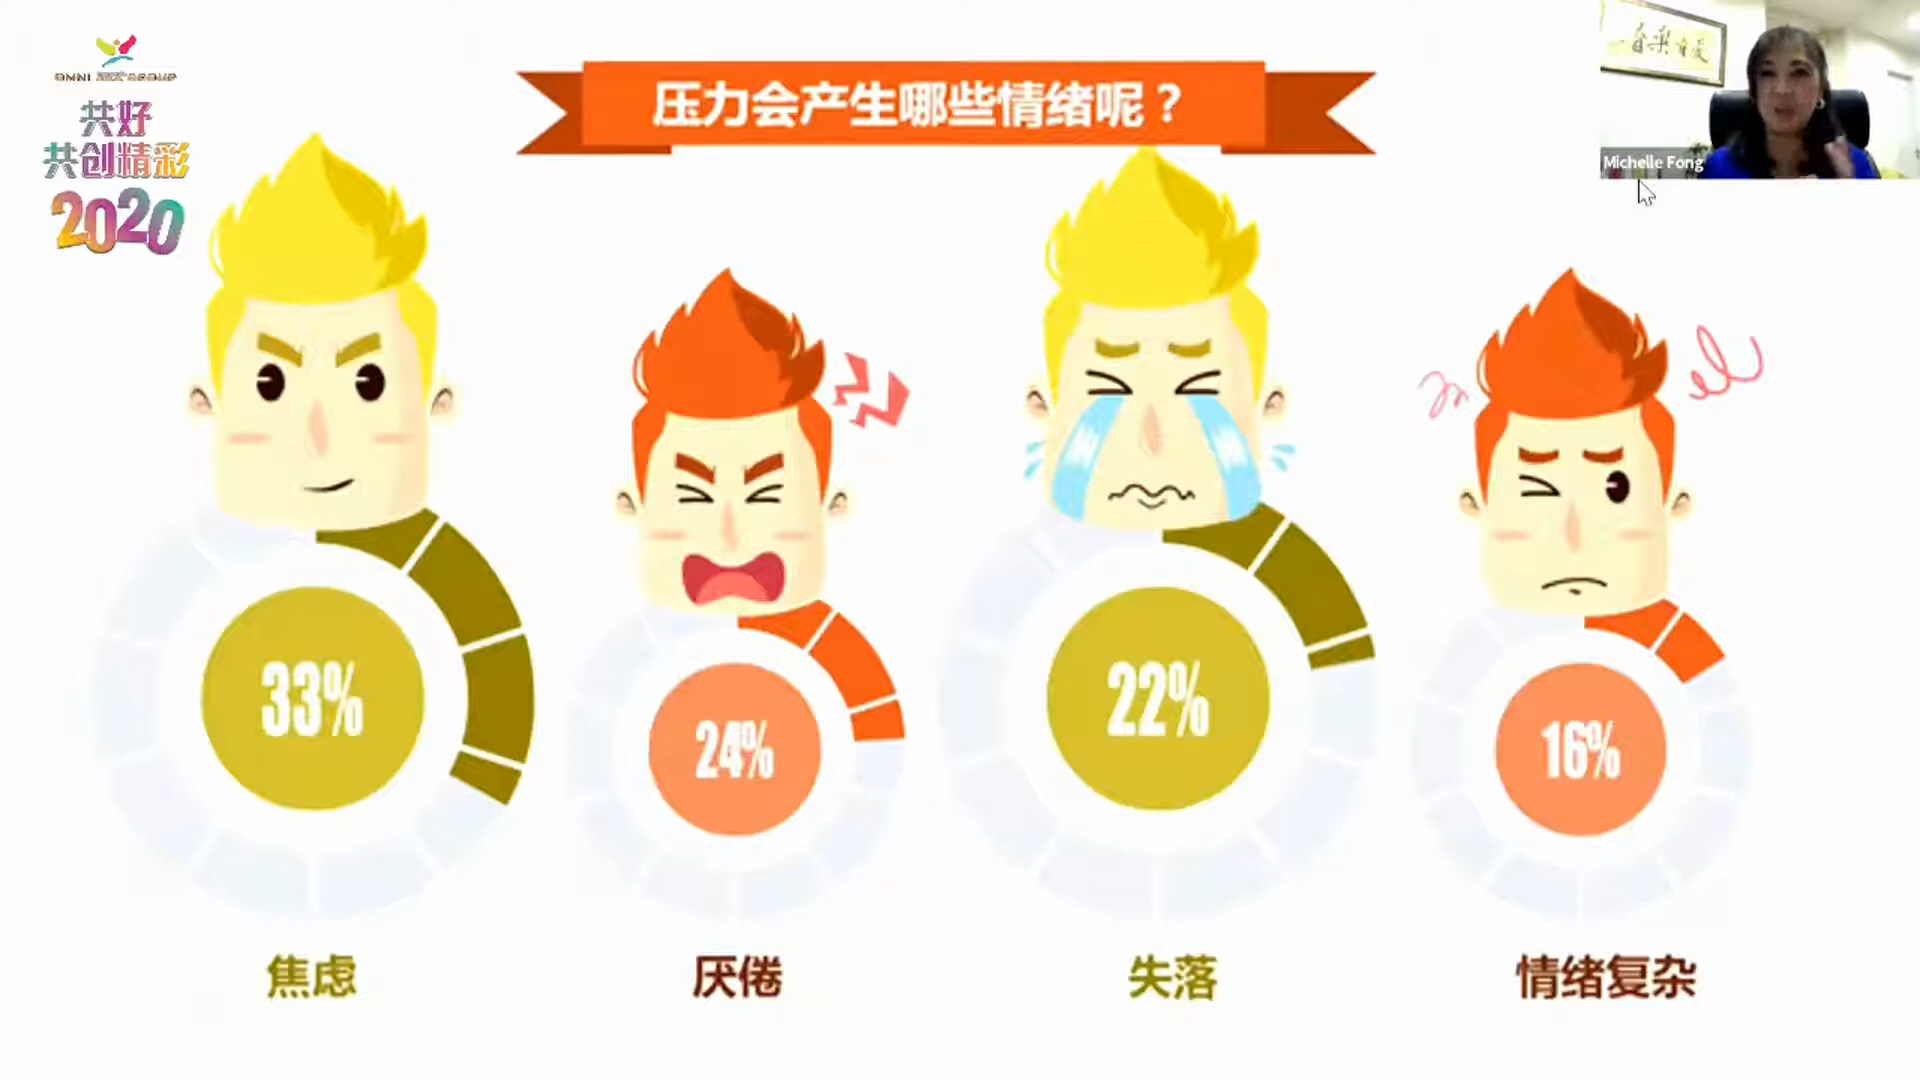 共好
共创精彩
2020
压力会产生哪些情绪呢？
Michelle Fong
33%
24%
22%
16%
焦虑
厌倦
失落
情绪复杂